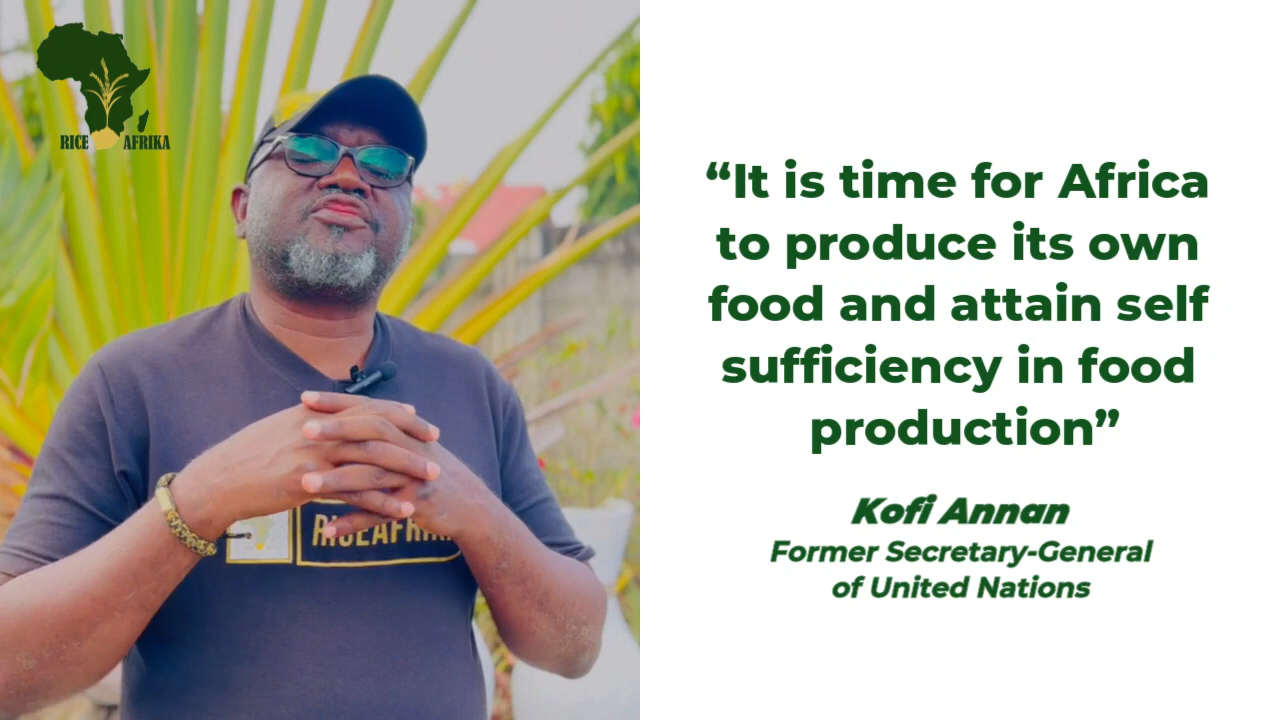 RICE AFRIKA
“It is time for Africa
to produce its own
food and attain self
sufficiency in food
production”
Kofi Annan
Former Secretary-General
of United Nations